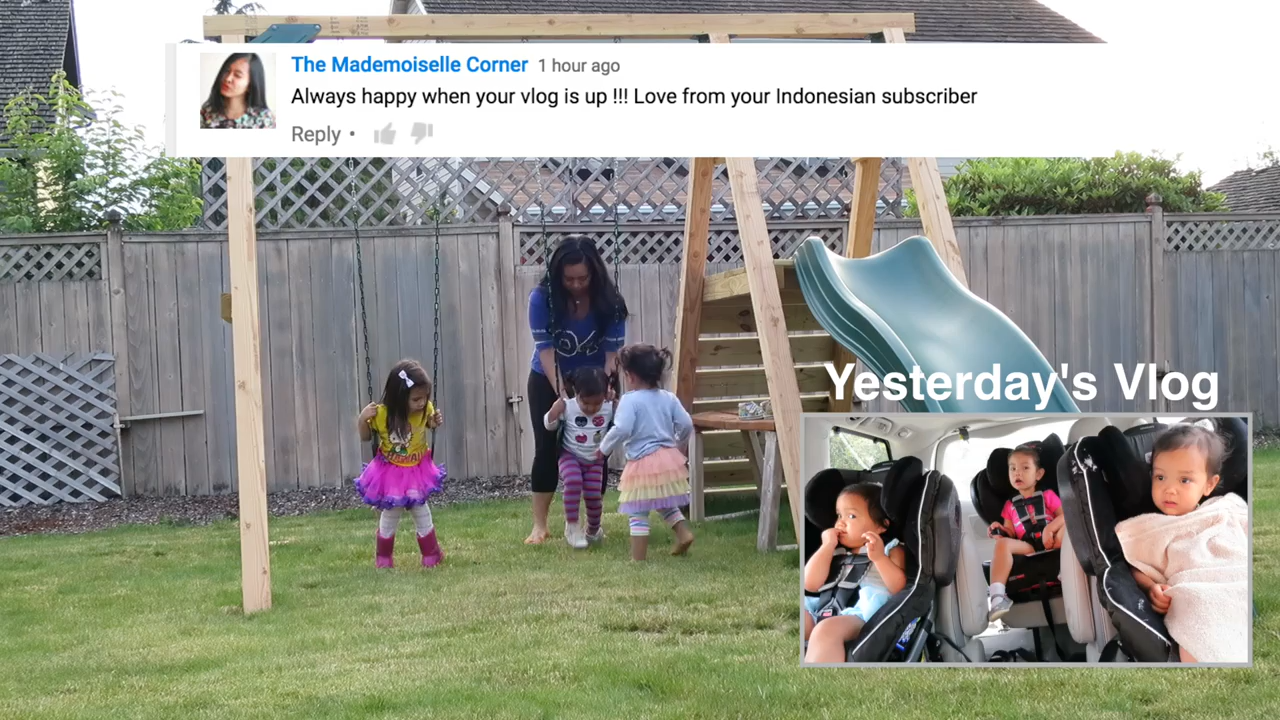 The Mademoiselle Corner 1 hour ago
Always happy when your vlog is up !!! Love from your Indonesian subscriber
Reply •
Yesterday's Vlog